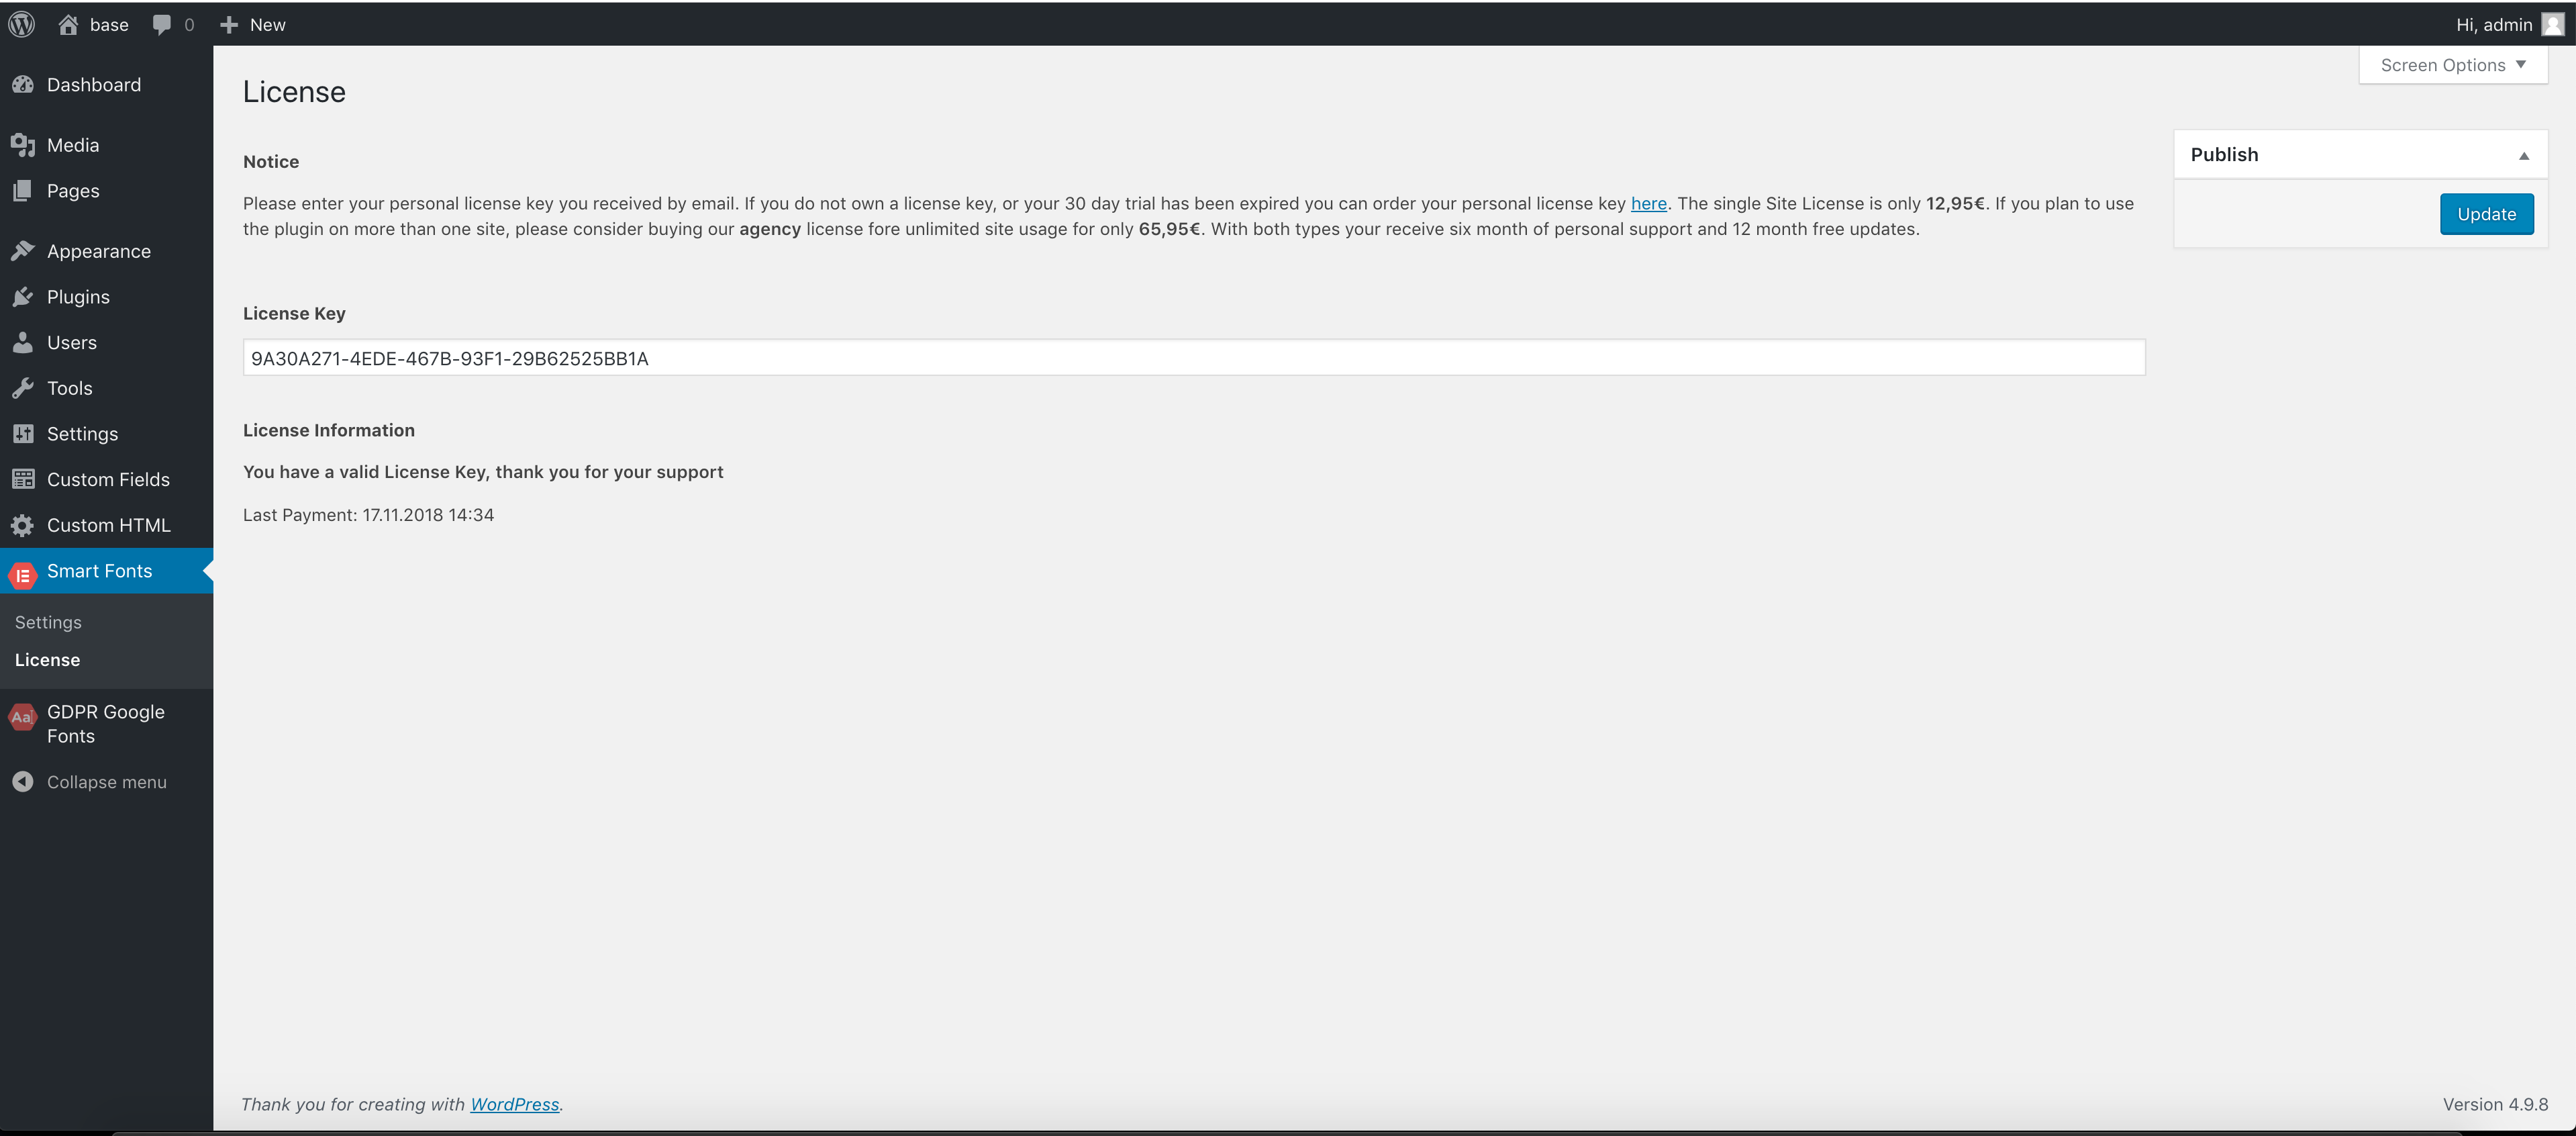 base
0
New
Hi, admin
Dashboard
Media
Pages
Appearance
Plugins
Users
Tools
Settings
Custom Fields
Custom HTML
Smart Fonts
Settings
License
Aa
GDPR Google
Fonts
Collapse menu
Screen Options
License
Notice
Please enter your personal license key you received by email. If you do not own a license key, or your 30 day trial has been expired you can order your personal license key here. The single Site License is only 12,95€. If you plan to use
the plugin on more than one site, please consider buying our agency license fore unlimited site usage for only 65,95€. With both types your receive six month of personal support and 12 month free updates.
License Key
9A30A271-4EDE-467B-93F1-29B62525BB1A
License Information
You have a valid License Key, thank you for your support
Last Payment: 17.11.2018 14:34
Publish
Update
Thank you for creating with WordPress.
Version 4.9.8